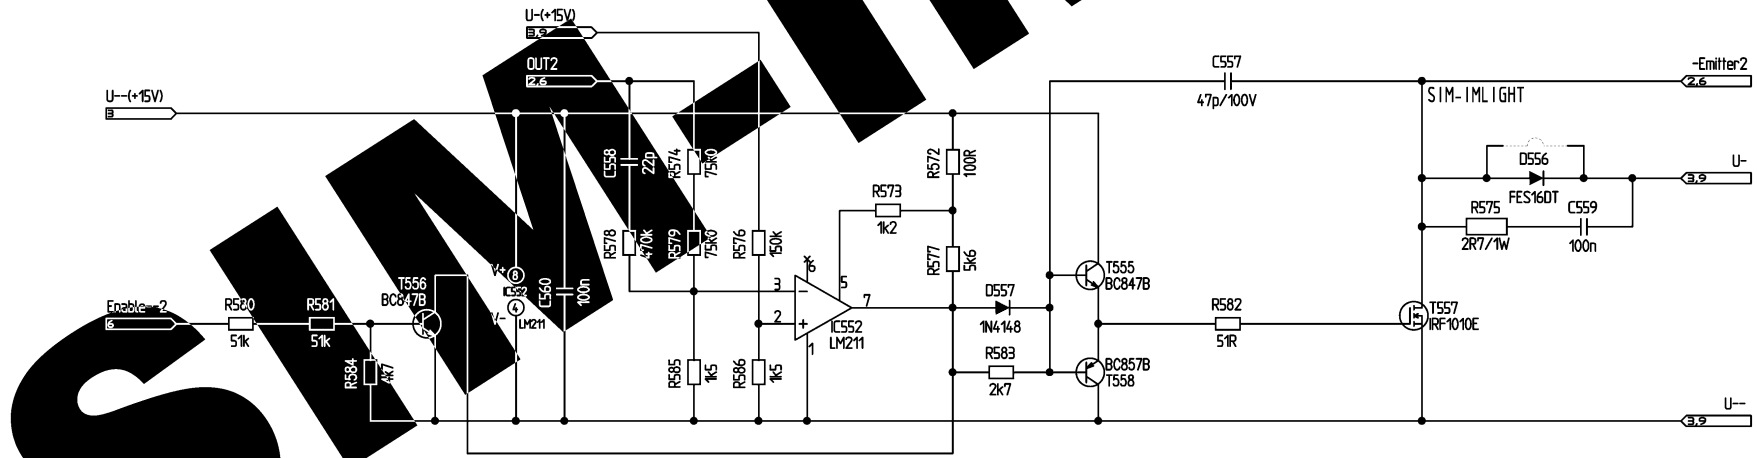 U-(+15V)
3,9
OUT2
2,6
U--(+15V)
3
C557
47p/100V
-Emitter2
2,6
SIM-IMLIGHT
C558
22p
R574
75k0
R572
100R
R573
1k2
D556
FES16DT
U-
3,9
R575
2R7/1W
C559
100n
R578
470k
R579
75k0
R576
150k
R577
5k6
6
5
3
2
7
1
IC552
LM211
T556
BC847B
V+
8
IC552
4
V-
LM211
C560
100n
D557
1N4148
T555
BC847B
Enable--2
6
R580
51k
R581
51k
R582
51R
T557
IRF1010E
R584
4k7
R585
1k5
R586
1k5
R583
2k7
BC857B
T558
U--
3,9